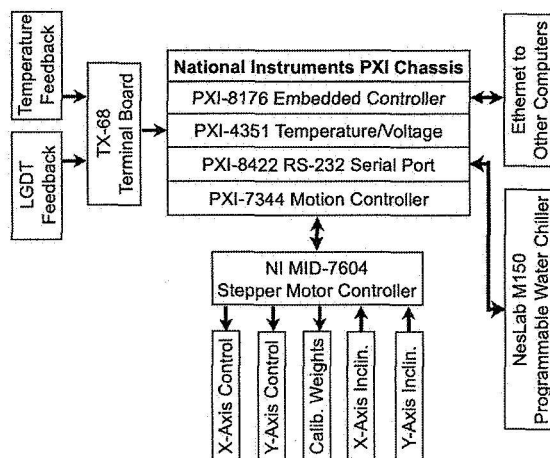 Temperature
Feedback
LGDT
Feedback
TX-68
Terminal Board
National Instruments PXI Chassis
PXI-8176 Embedded Controller
PXI-4351 Temperature/Voltage
PXI-8422 RS-232 Serial Port
PXI-7344 Motion Controller
Ethernet to
Other Computers
NesLab M150
Programmable Water Chiller
NI MID-7604
Stepper Motor Controller
X-Axis Control
Y-Axis Control
Calib. Weights
X-Axis Inclin.
Y-Axis Inclin.